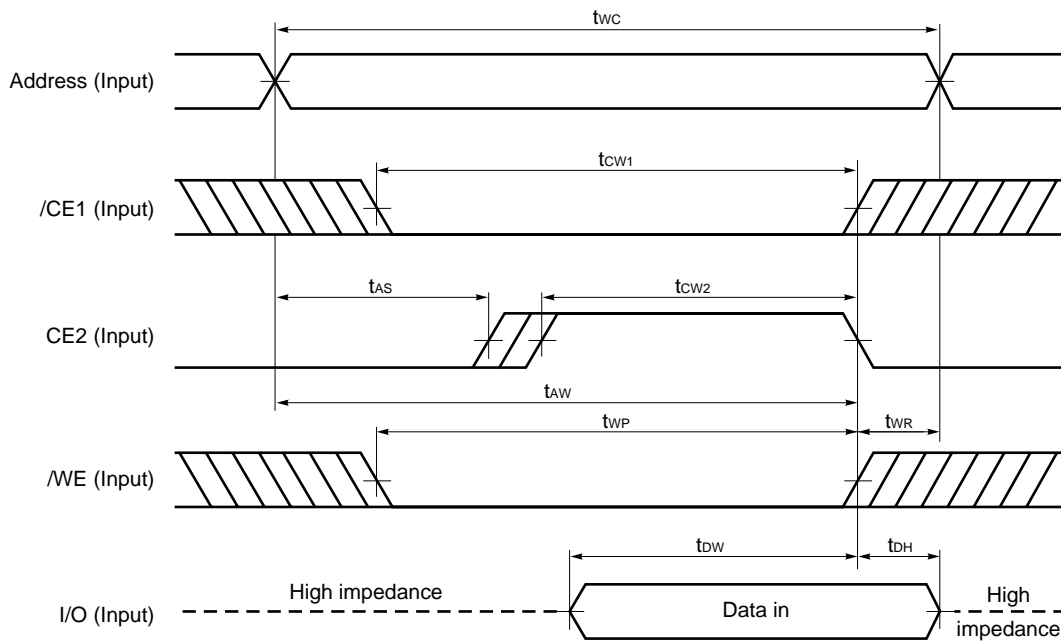 tWC
Address (Input)
tCW1
/CE1 (Input)
tAS
tCW2
CE2 (Input)
tAW
tWP
tWR
/WE (Input)
tDW
tDH
High impedance
Data in
High
impedance
I/O (Input)